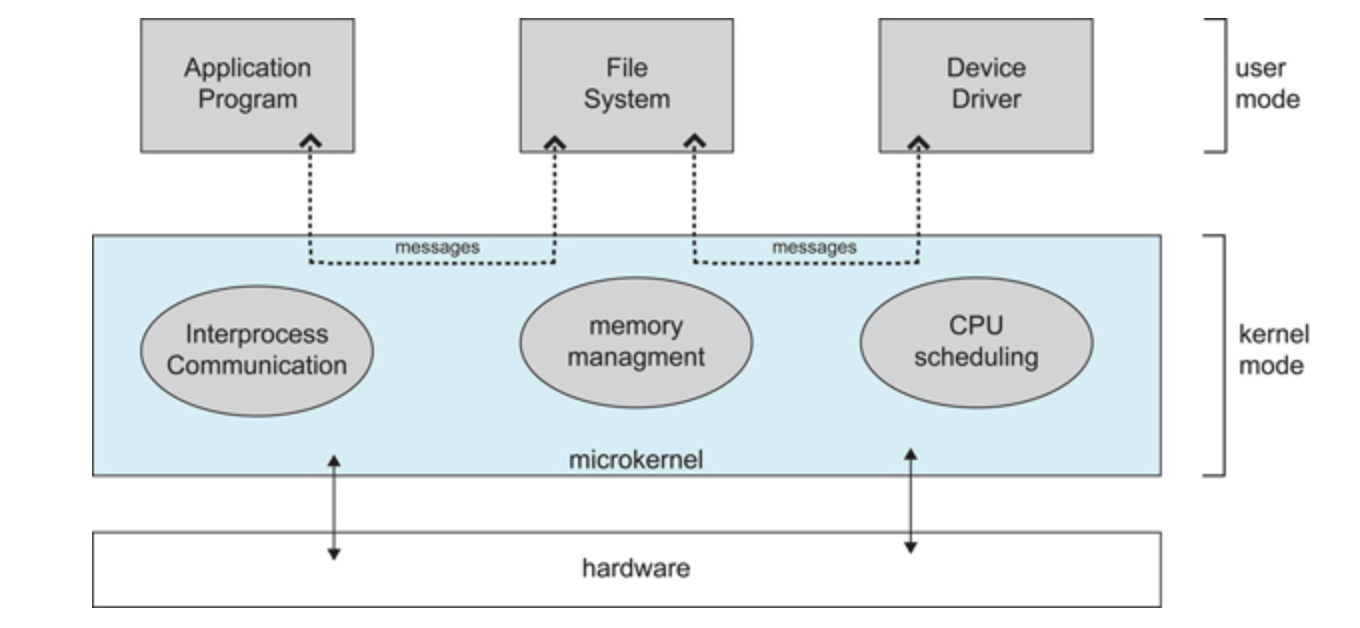 Application
Program
File
System
Device
Driver
user
mode
messages
messages
Interprocess
Communication
memory
managment
CPU
scheduling
kernel
mode
microkernel
hardware